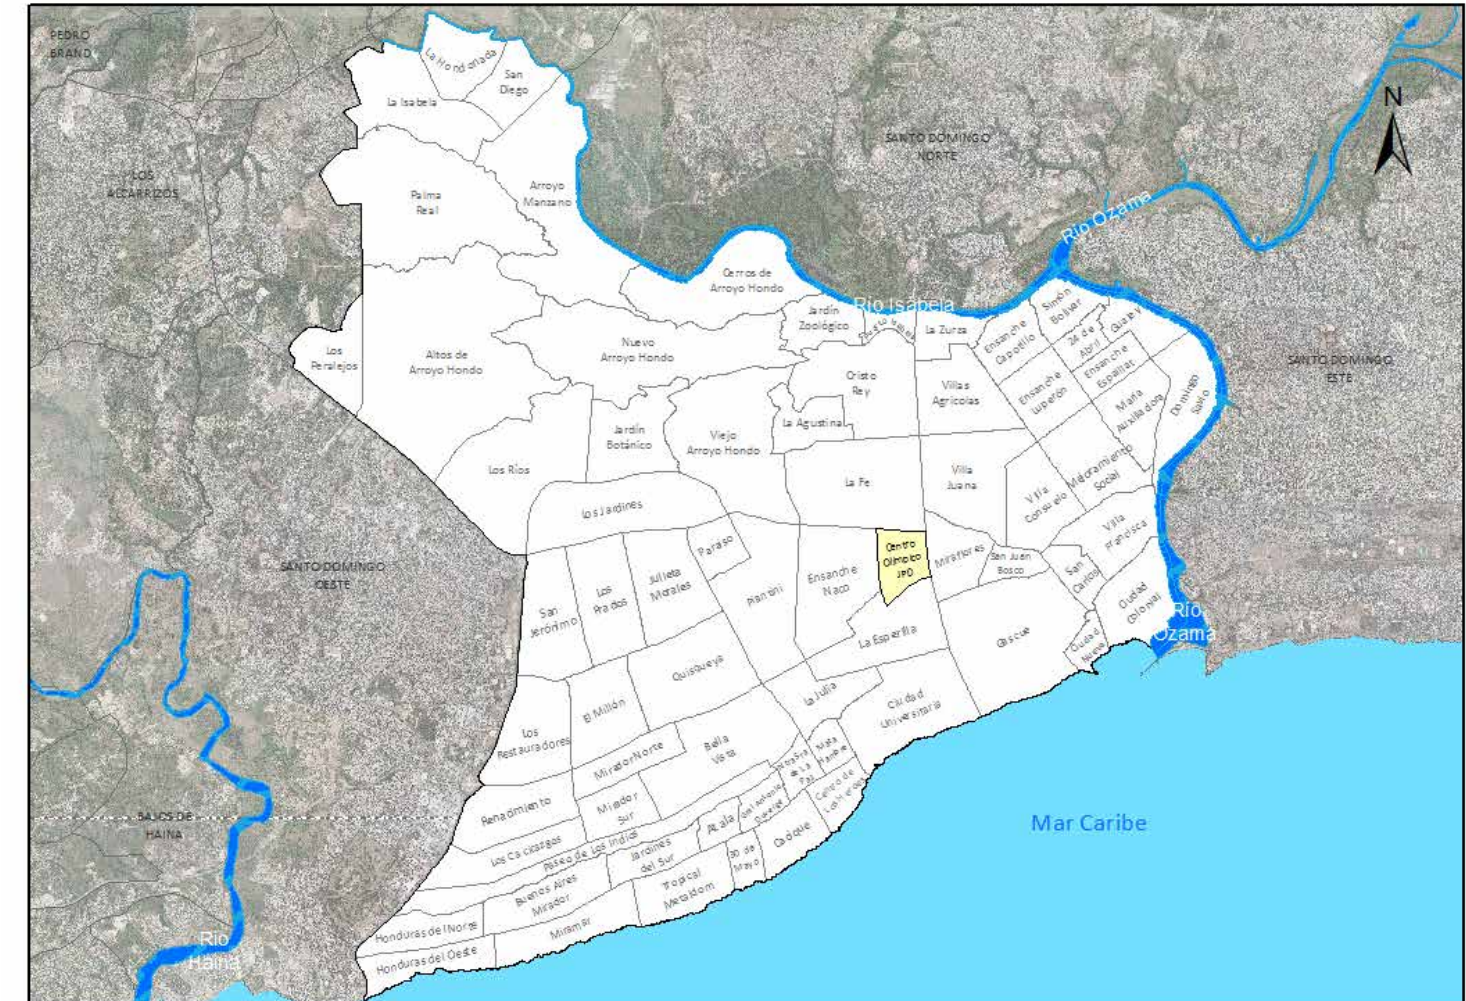 PEDRO
BRAND
La Hondonada
San
Diego
La Isabela
N
SANTO DOMINGO
NORTE
LOS
ALCARRIZOS
Palma
Real
Arroyo
Manzano
Río Ozama
Cerros de
Arroyo Hondo
Río Isabela
Jardín
Zoológico
La Zurza
Ensanche
Capotillo
Simón
Bolívar
24 de
Abril
Ensanche
Espaillat
Ensanche
Luperón
Los
Peralejos
Altos de
Arroyo Hondo
Nuevo
Arroyo Hondo
Cristo
Rey
Villas
Agrícolas
María
Auxiliadora
Domingo
Savio
SANTO DOMINGO
ESTE
La Agustina
Jardín
Botánico
Viejo
Arroyo Hondo
Los Ríos
La Fe
Villa
Juana
Villa
Consuelo
Mejoramiento
Social
Villa
Francisca
Los Jardines
Paraíso
Centro
Olímpico
JPD
Miraflores
San Juan
Bosco
San
Carlos
Ciudad
Colonial
SANTO DOMINGO
OESTE
San
Jerónimo
Los
Prados
Julieta
Morales
Piantini
Ensanche
Naco
La Esperilla
Gascue
Ciudad
Nueva
Río
Ozama
Quisqueya
La Julia
Ciudad
Universitaria
El Millón
Los
Restauradores
Mirador Norte
Bella
Vista
Mata
Hambre
Centro de
Los Héroes
Renacimiento
Mirador
Sur
Los Cacicazgos
Paseo de Los Indios
Atala
Cacique
30 de
Mayo
Jardines
del Sur
Tropical
Metaldom
Buenos Aires
Mirador
Miramar
Honduras del Norte
Honduras del Oeste
BAJOS DE
HAINA
Río
Haina
Mar Caribe